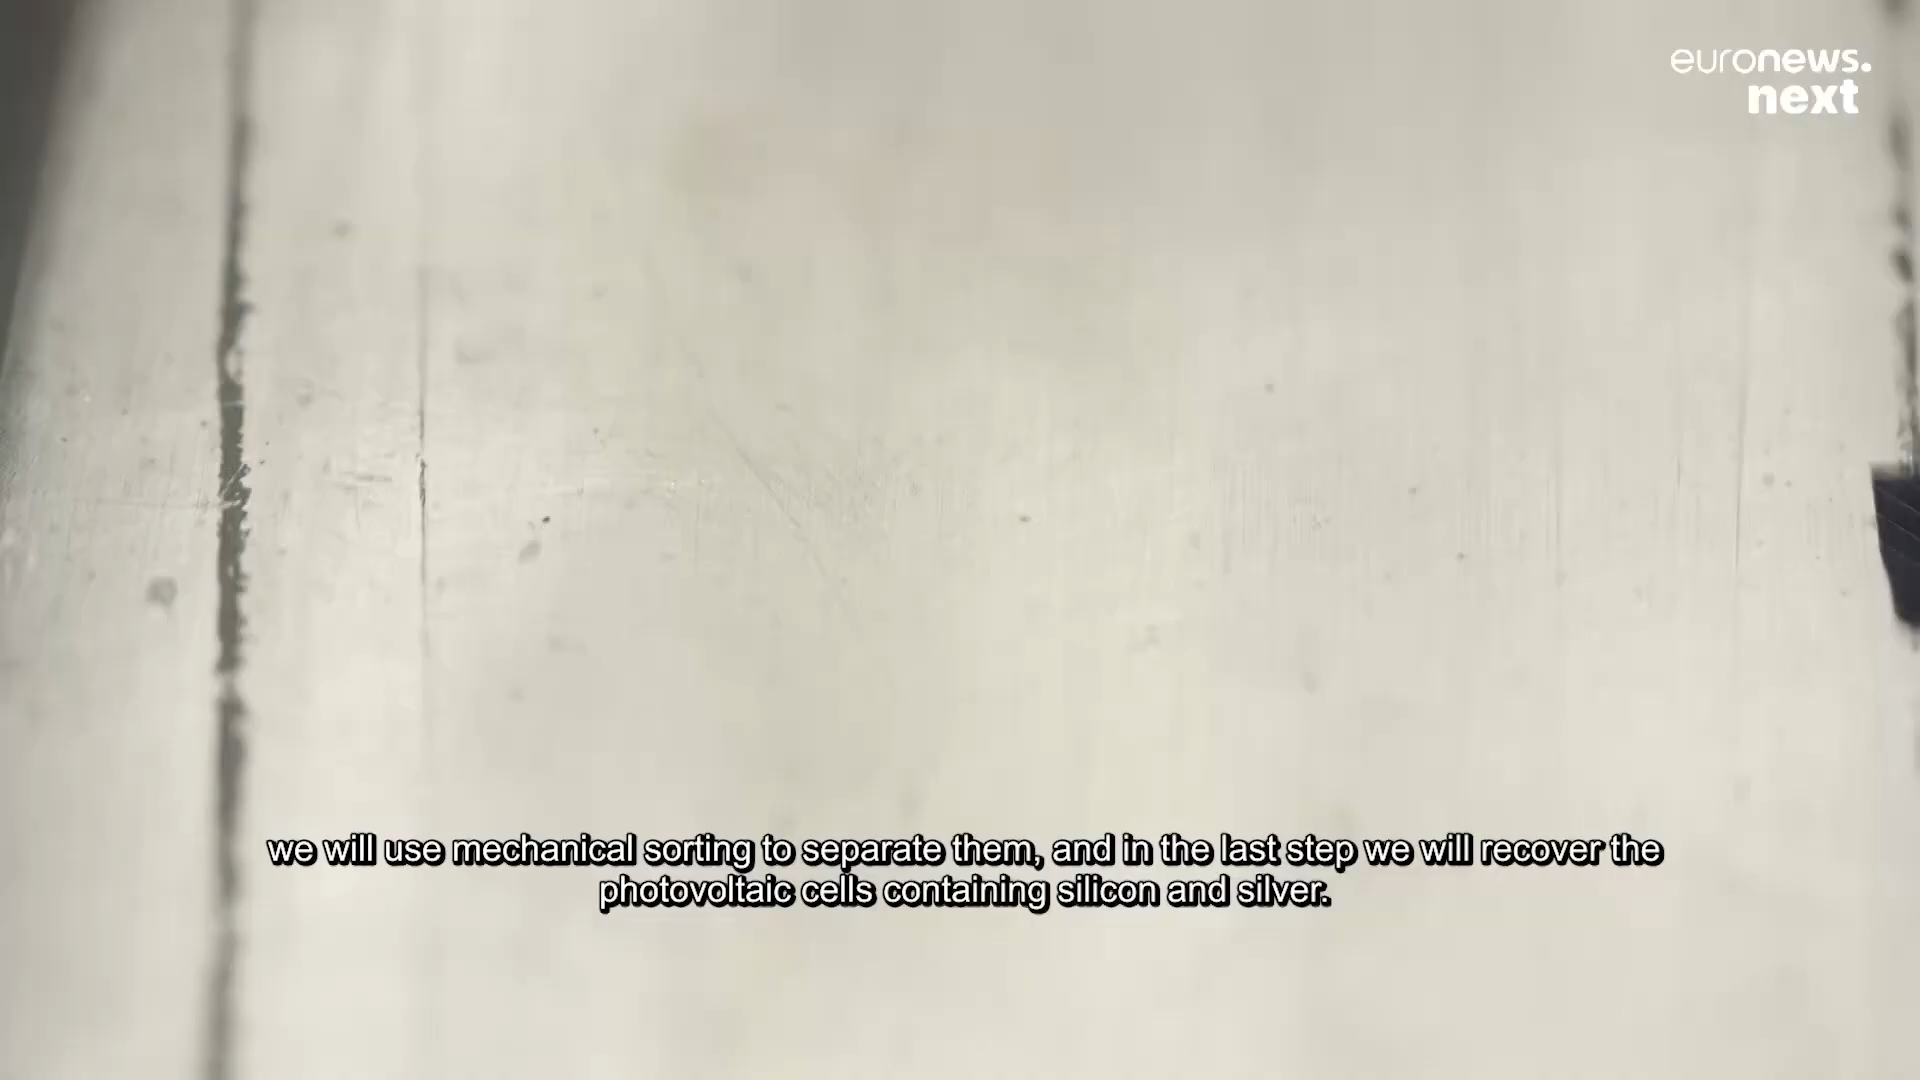 euronews.
next
we will use mechanical sorting to separate them, and in the last step we will recover the
photovoltaic cells containing silicon and silver.